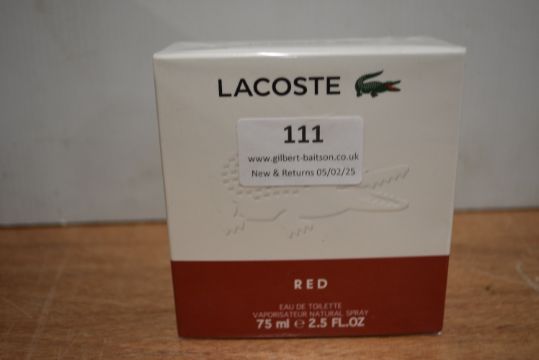 LACOSTE
111
www.gilbert-baitson.co.uk
New & Returns 05/02/25
RED
EAU DE TOILETTE
VAPORISATEUR NATURAL SPRAY
75 ml e 2.5 FL.OZ